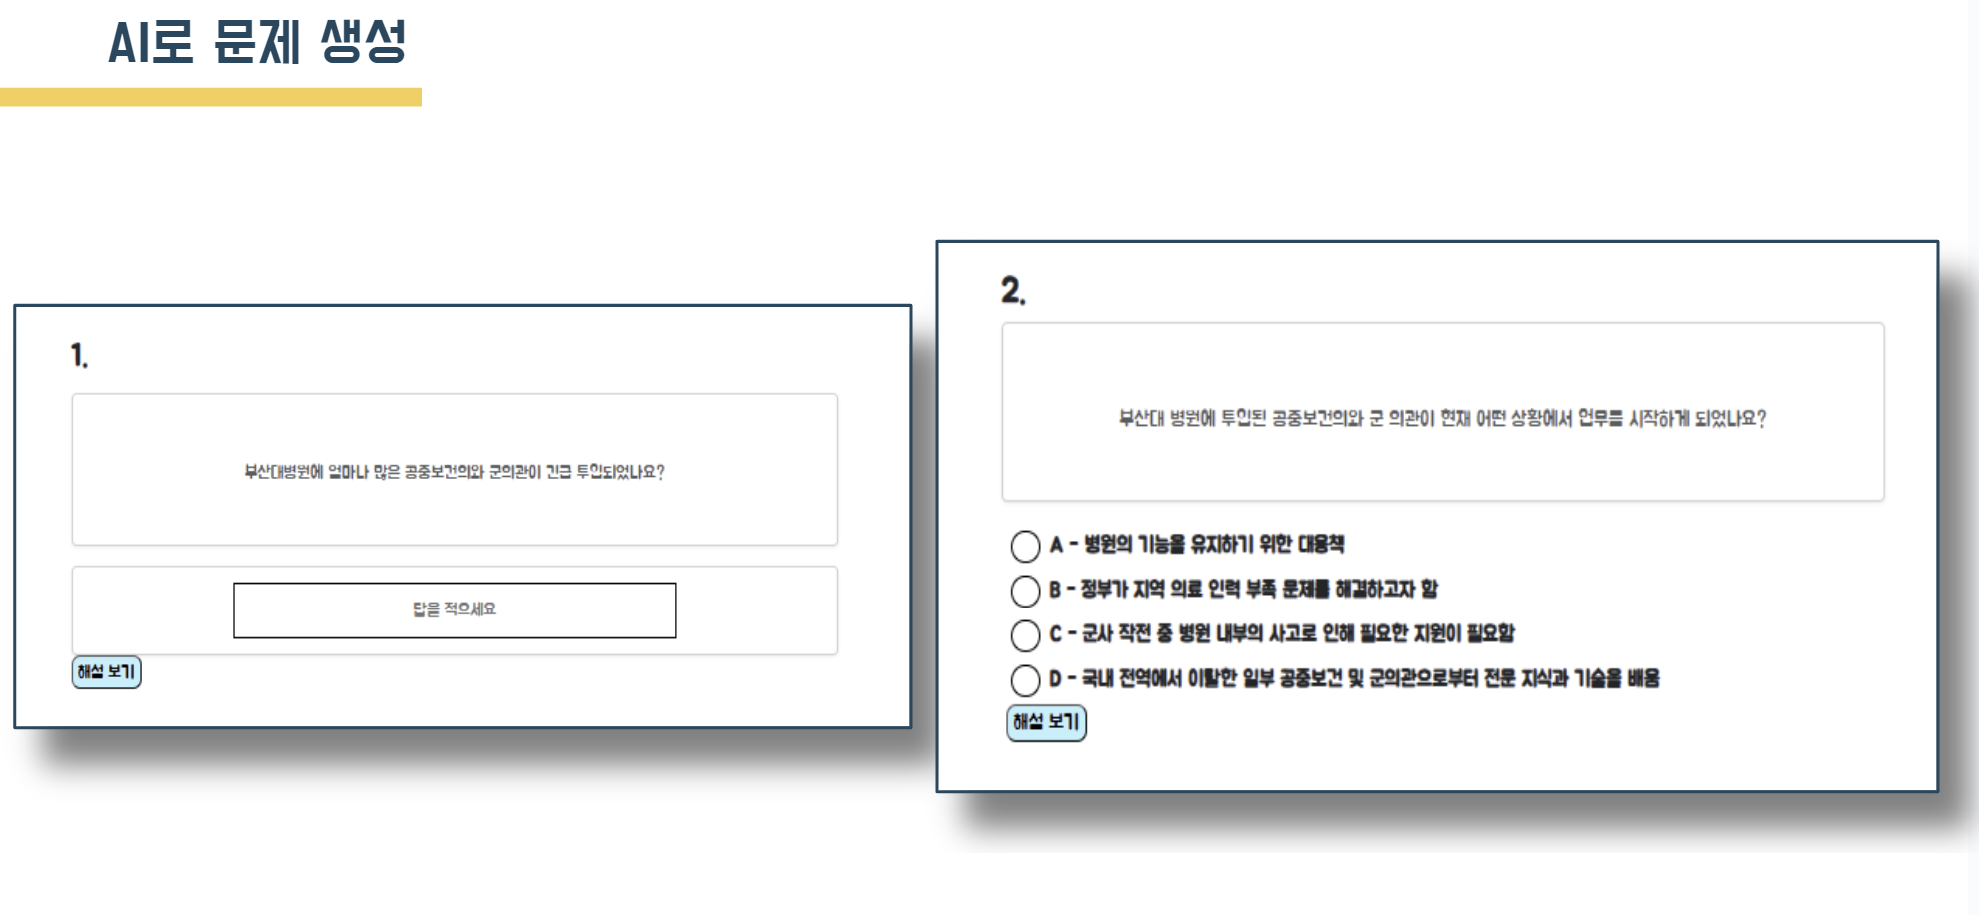 AI로 문제 생성
1.
부산대병원에 얼마나 많은 공중보건의와 군의관이 긴급 투입되었나요?
답을 적으세요
해설 보기
2.
부산대 병원에 투입된 공중보건의와 군 의관이 현재 어떤 상황에서 업무를 시작하게 되었나요?
A - 병원의 기능을 유지하기 위한 대응책
B - 정부가 지역 의료 인력 부족 문제를 해결하고자 함
C - 군사 작전 중 병원 내부의 사고로 인해 필요한 지원이 필요함
D - 국내 전역에서 이탈한 일부 공중보건 및 군의관으로부터 전문 지식과 기술을 배움
해설 보기